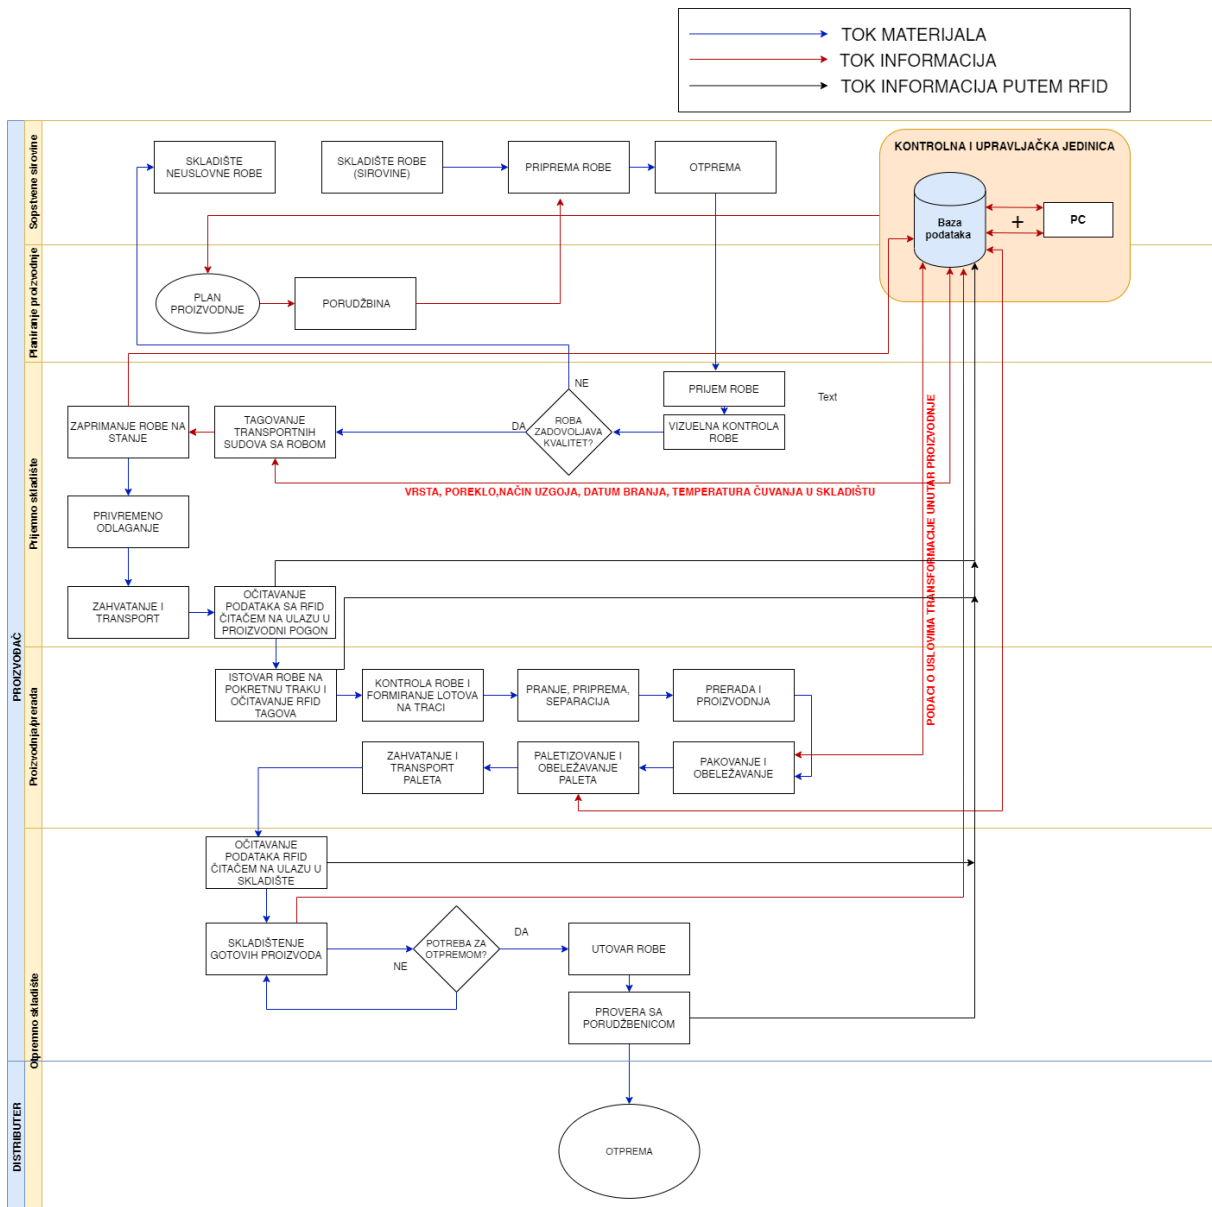 TOK MATERIJALA
TOK INFORMACIJA
TOK INFORMACIJA PUTEM RFID
PROIZVOĐAČ
DISTRIBUTER
Sopstvene sirovine
SKLADIŠTE
NEUSLOVNE ROBE
SKLADIŠTE ROBE
(SIROVINE)
PRIPREMA ROBE
OTPREMA
KONTROLNA I UPRAVLJAČKA JEDINICA
Baza
podataka
+
PC
Planiranje proizvodnje
PLAN
PROIZVODNJE
PORUDŽBINA
Prijemno skladište
PRIJEM ROBE
Text
VIZUELNA KONTROLA
ROBE
NE
ROBA
ZADOVOLJAVA
KVALITET?
DA
TAGOVANJE
TRANSPORTNIH
SUDOVA SA ROBOM
ZAPRIMANJE ROBE NA
STANJE
VRSTA, POREKLO,NAČIN UZGOJA, DATUM BRANJA, TEMPERATURA ČUVANJA U SKLADIŠTU
PODACI O USLOVIMA TRANSFORMACIJE UNUTAR PROIZVODNJE
PRIVREMENO
ODLAGANJE
ZAHVATANJE I
TRANSPORT
OČITAVANJE
PODATAKA SA RFID
ČITAČEM NA ULAZU U
PROIZVODNI POGON
Proizvodnja/prerada
ISTOVAR ROBE NA
POKRETNU TRAKU I
OČITAVANJE RFID
TAGOVA
KONTROLA ROBE I
FORMIRANJE LOTOVA
NA TRACI
PRANJE, PRIPREMA,
SEPARACIJA
PRERADA I
PROIZVODNJA
ZAHVATANJE I
TRANSPORT
PALETA
PALETIZOVANJE I
OBELEŽAVANJE
PALETA
PAKOVANJE I
OBELEŽAVANJE
Otpremno skladište
OČITAVANJE
PODATAKA RFID
ČITAČEM NA ULAZU U
SKLADIŠTE
SKLADIŠTENJE
GOTOVIH PROIZVODA
NE
POTREBA ZA
OTPREMOM?
DA
UTOVAR ROBE
PROVERA SA
PORUDŽBENICOM
OTPREMA